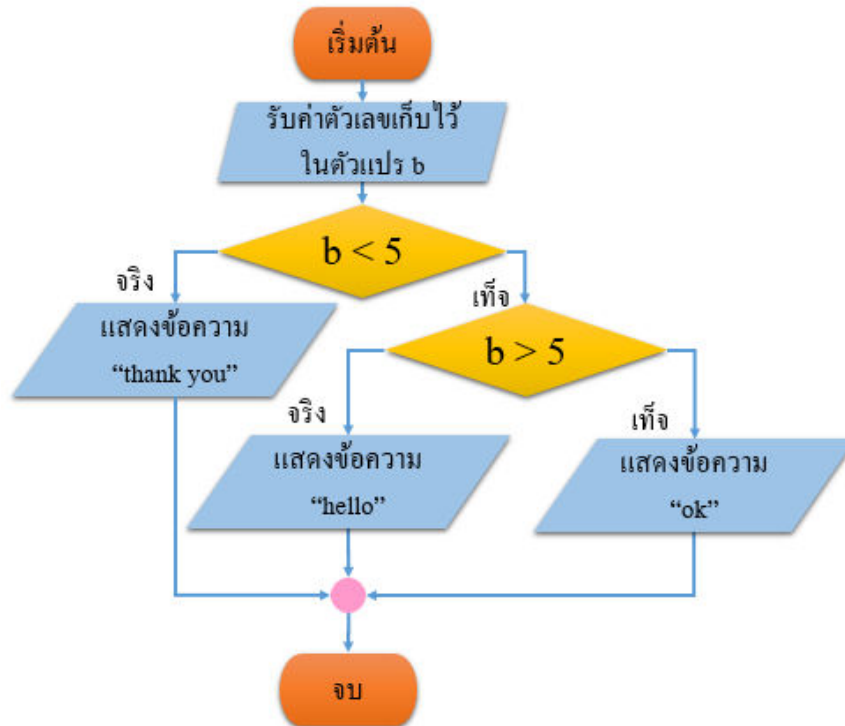 เริ่มต้น
รับค่าตัวเลขเก็บไว้
ในตัวแปร b
b < 5
จริง
เท็จ
แสดงข้อความ
“thank you”
b > 5
จริง
เท็จ
แสดงข้อความ
“hello”
แสดงข้อความ
“ok”
จบ